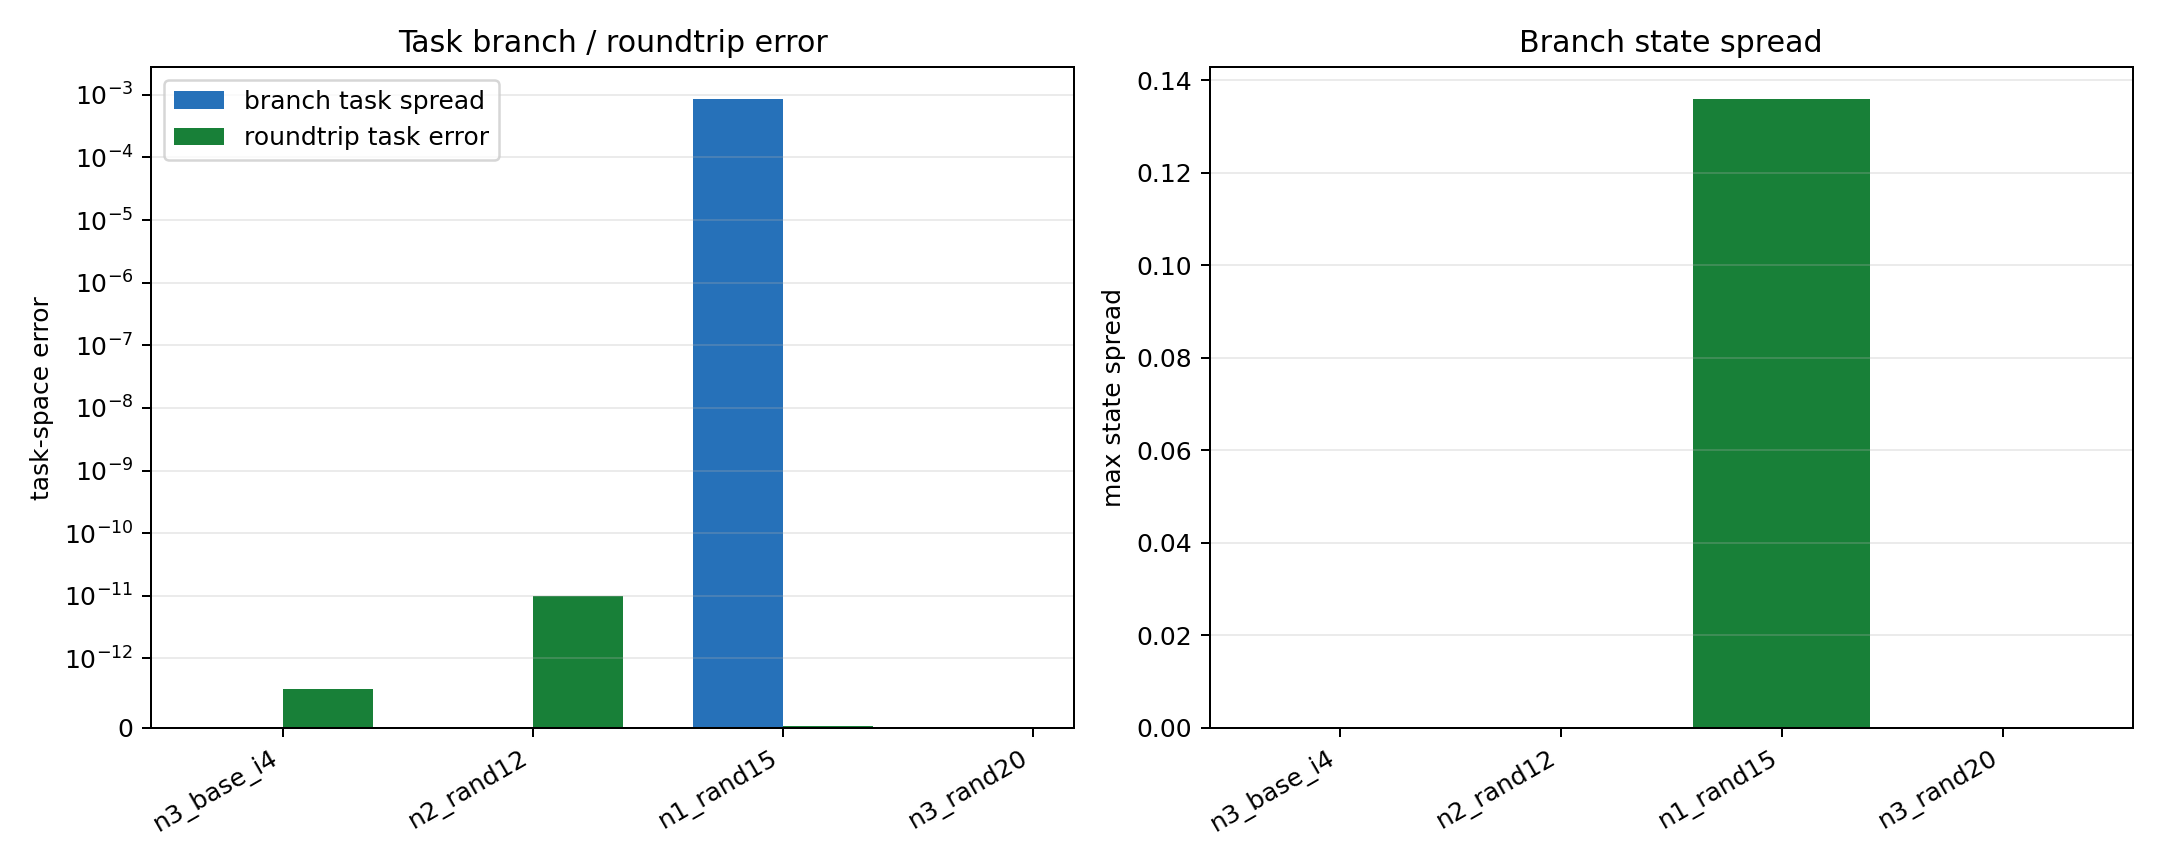 Task branch / roundtrip error
branch task spread
roundtrip task error
task-space error
10⁻³
10⁻⁴
10⁻⁵
10⁻⁶
10⁻⁷
10⁻⁸
10⁻⁹
10⁻¹⁰
10⁻¹¹
10⁻¹²
0
n3_base_i4
n2_rand12
n1_rand15
n3_rand20
Branch state spread
max state spread
0.14
0.12
0.10
0.08
0.06
0.04
0.02
0.00
n3_base_i4
n2_rand12
n1_rand15
n3_rand20